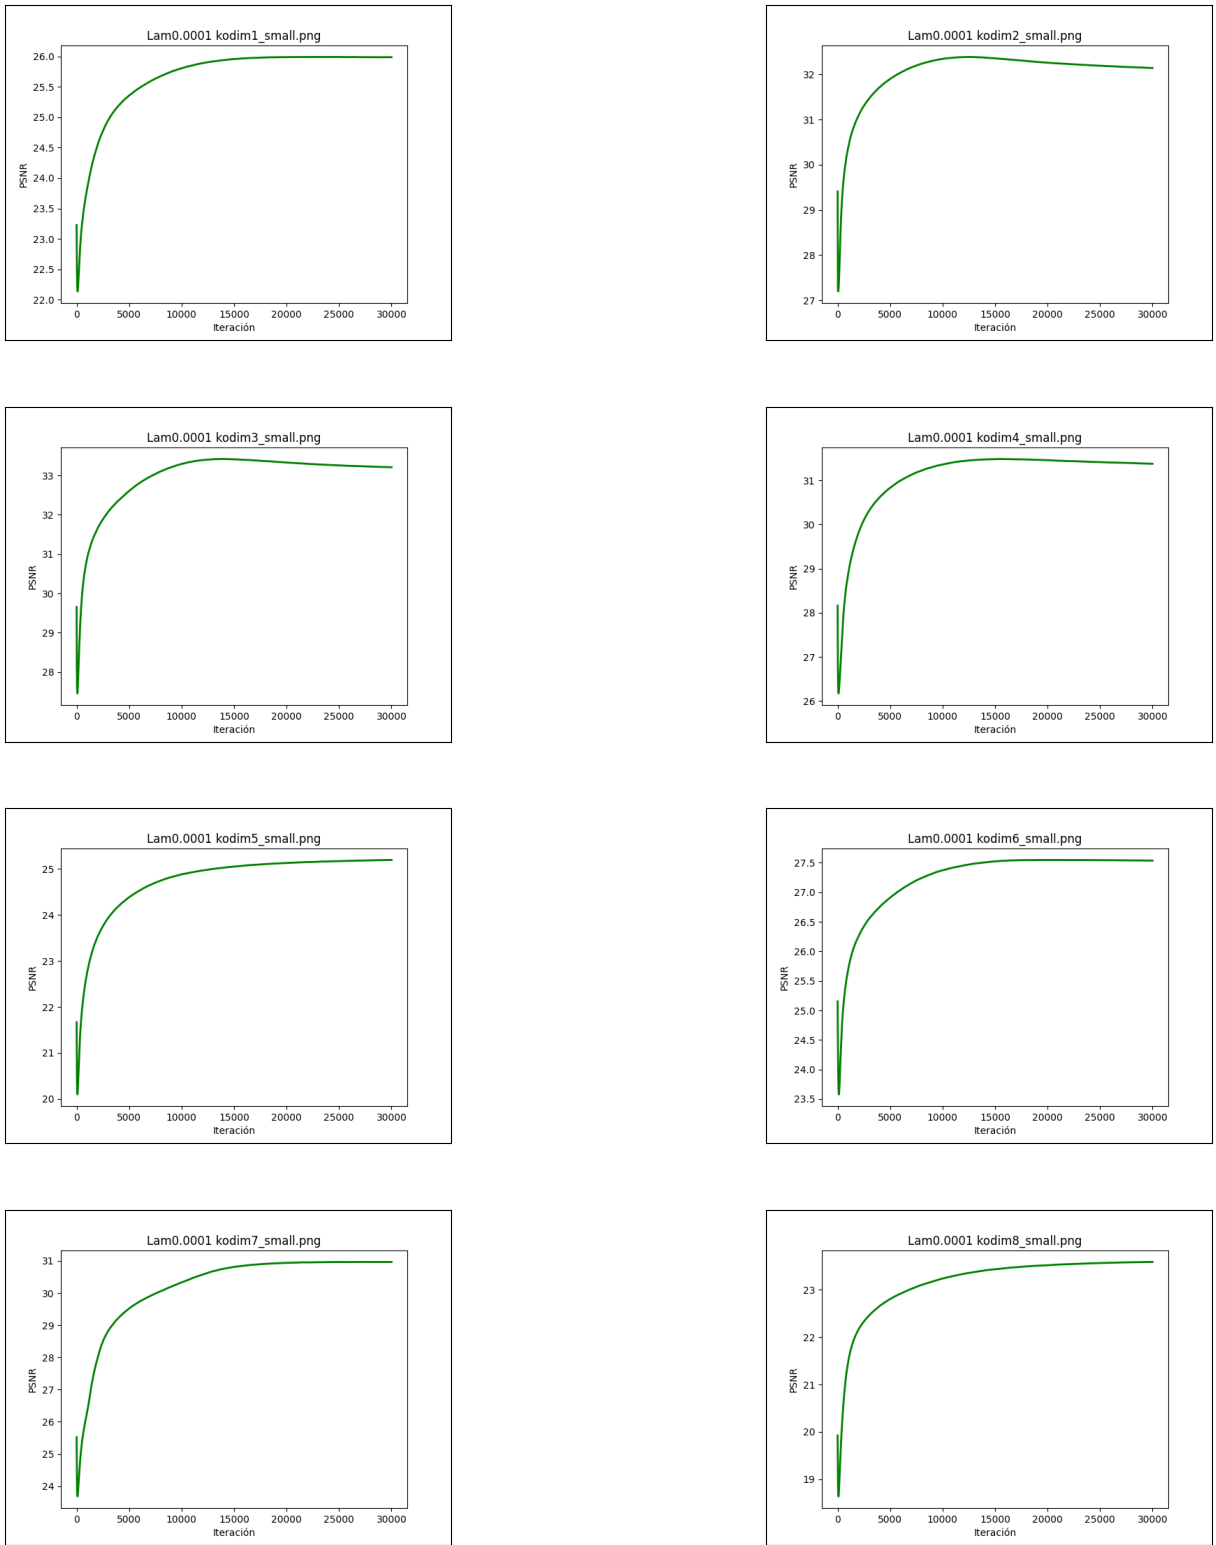 Lam0.0001 kodim1_small.png
26.0
25.5
25.0
24.5
24.0
23.5
23.0
22.5
22.0
PSNR
0 5000 10000 15000 20000 25000 30000
Iteración
Lam0.0001 kodim2_small.png
32
31
30
29
28
27
PSNR
0 5000 10000 15000 20000 25000 30000
Iteración
Lam0.0001 kodim3_small.png
33
32
31
30
29
28
PSNR
0 5000 10000 15000 20000 25000 30000
Iteración
Lam0.0001 kodim4_small.png
31
30
29
28
27
26
PSNR
0 5000 10000 15000 20000 25000 30000
Iteración
Lam0.0001 kodim5_small.png
25
24
23
22
21
20
PSNR
0 5000 10000 15000 20000 25000 30000
Iteración
Lam0.0001 kodim6_small.png
27.5
27.0
26.5
26.0
25.5
25.0
24.5
24.0
23.5
PSNR
0 5000 10000 15000 20000 25000 30000
Iteración
Lam0.0001 kodim7_small.png
31
30
29
28
27
26
25
24
PSNR
0 5000 10000 15000 20000 25000 30000
Iteración
Lam0.0001 kodim8_small.png
23
22
21
20
19
PSNR
0 5000 10000 15000 20000 25000 30000
Iteración